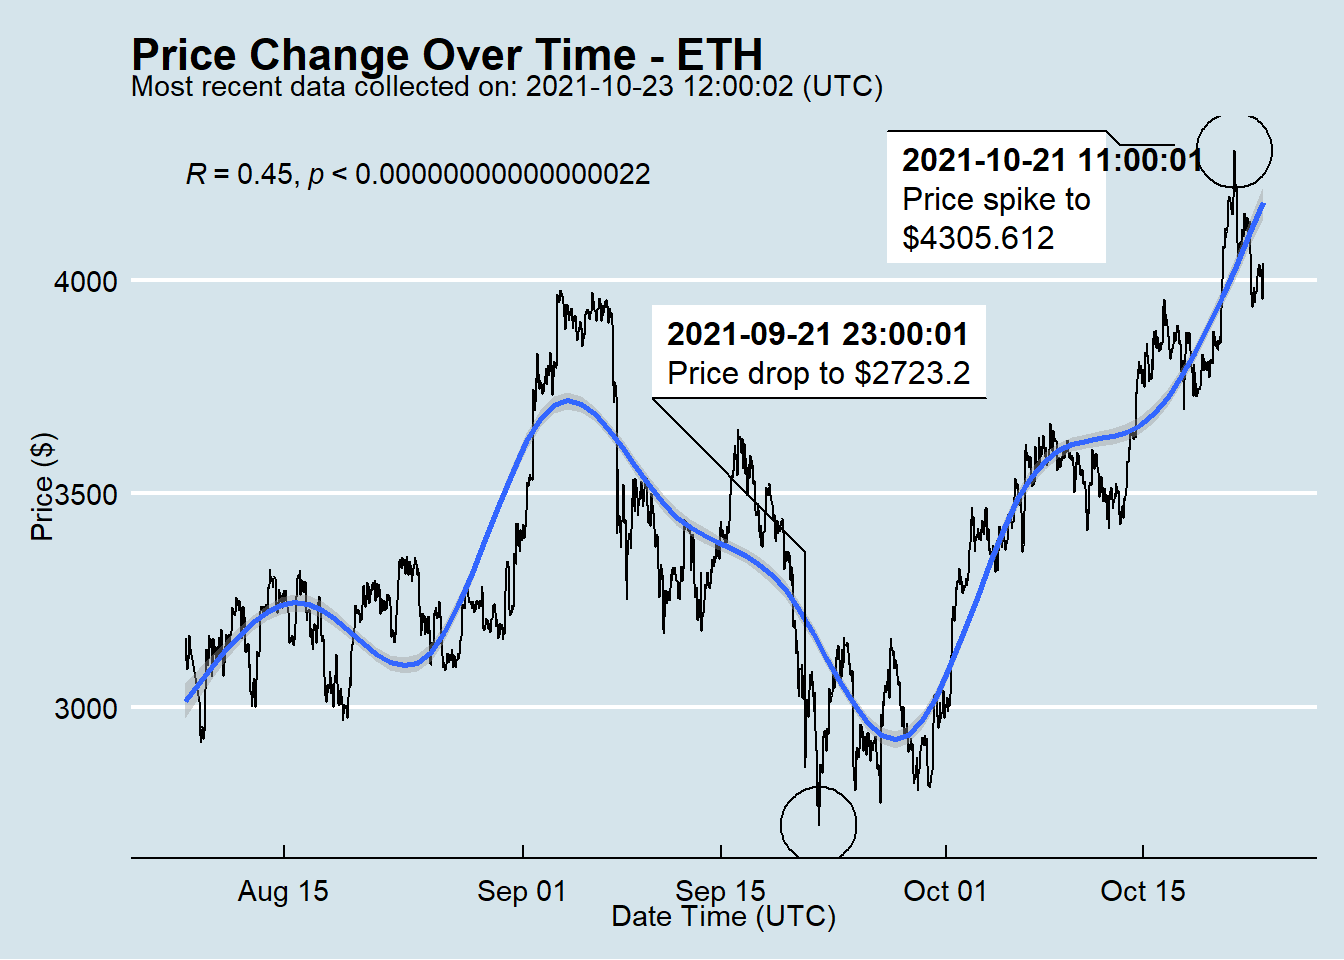 Price Change Over Time - ETH
Most recent data collected on: 2021-10-23 12:00:02 (UTC)
R = 0.45, p < 0.00000000000000022
2021-10-21 11:00:01
Price spike to
$4305.612
2021-09-21 23:00:01
Price drop to $2723.2
Price ($)
4000
3500
3000
Aug 15
Sep 01
Sep 15
Oct 01
Oct 15
Date Time (UTC)